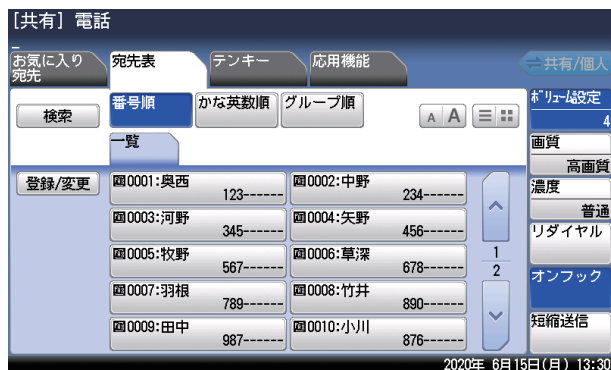 [共有] 電話
お気に入り
宛先
宛先表
テンキー
応用機能
共有/個人
検索
番号順
かな英数順
グループ順
A A
一覧
登録/変更
0001:奥西
123------
0002:中野
234------
0003:河野
345------
0004:矢野
456------
0005:牧野
567------
0006:草深
678------
0007:羽根
789------
0008:竹井
890------
0009:田中
987------
0010:小川
876------
1
2
ボリューム設定
4
画質
高画質
濃度
普通
リダイヤル
オンフック
短縮送信
2020年 6月15日(月) 13:30